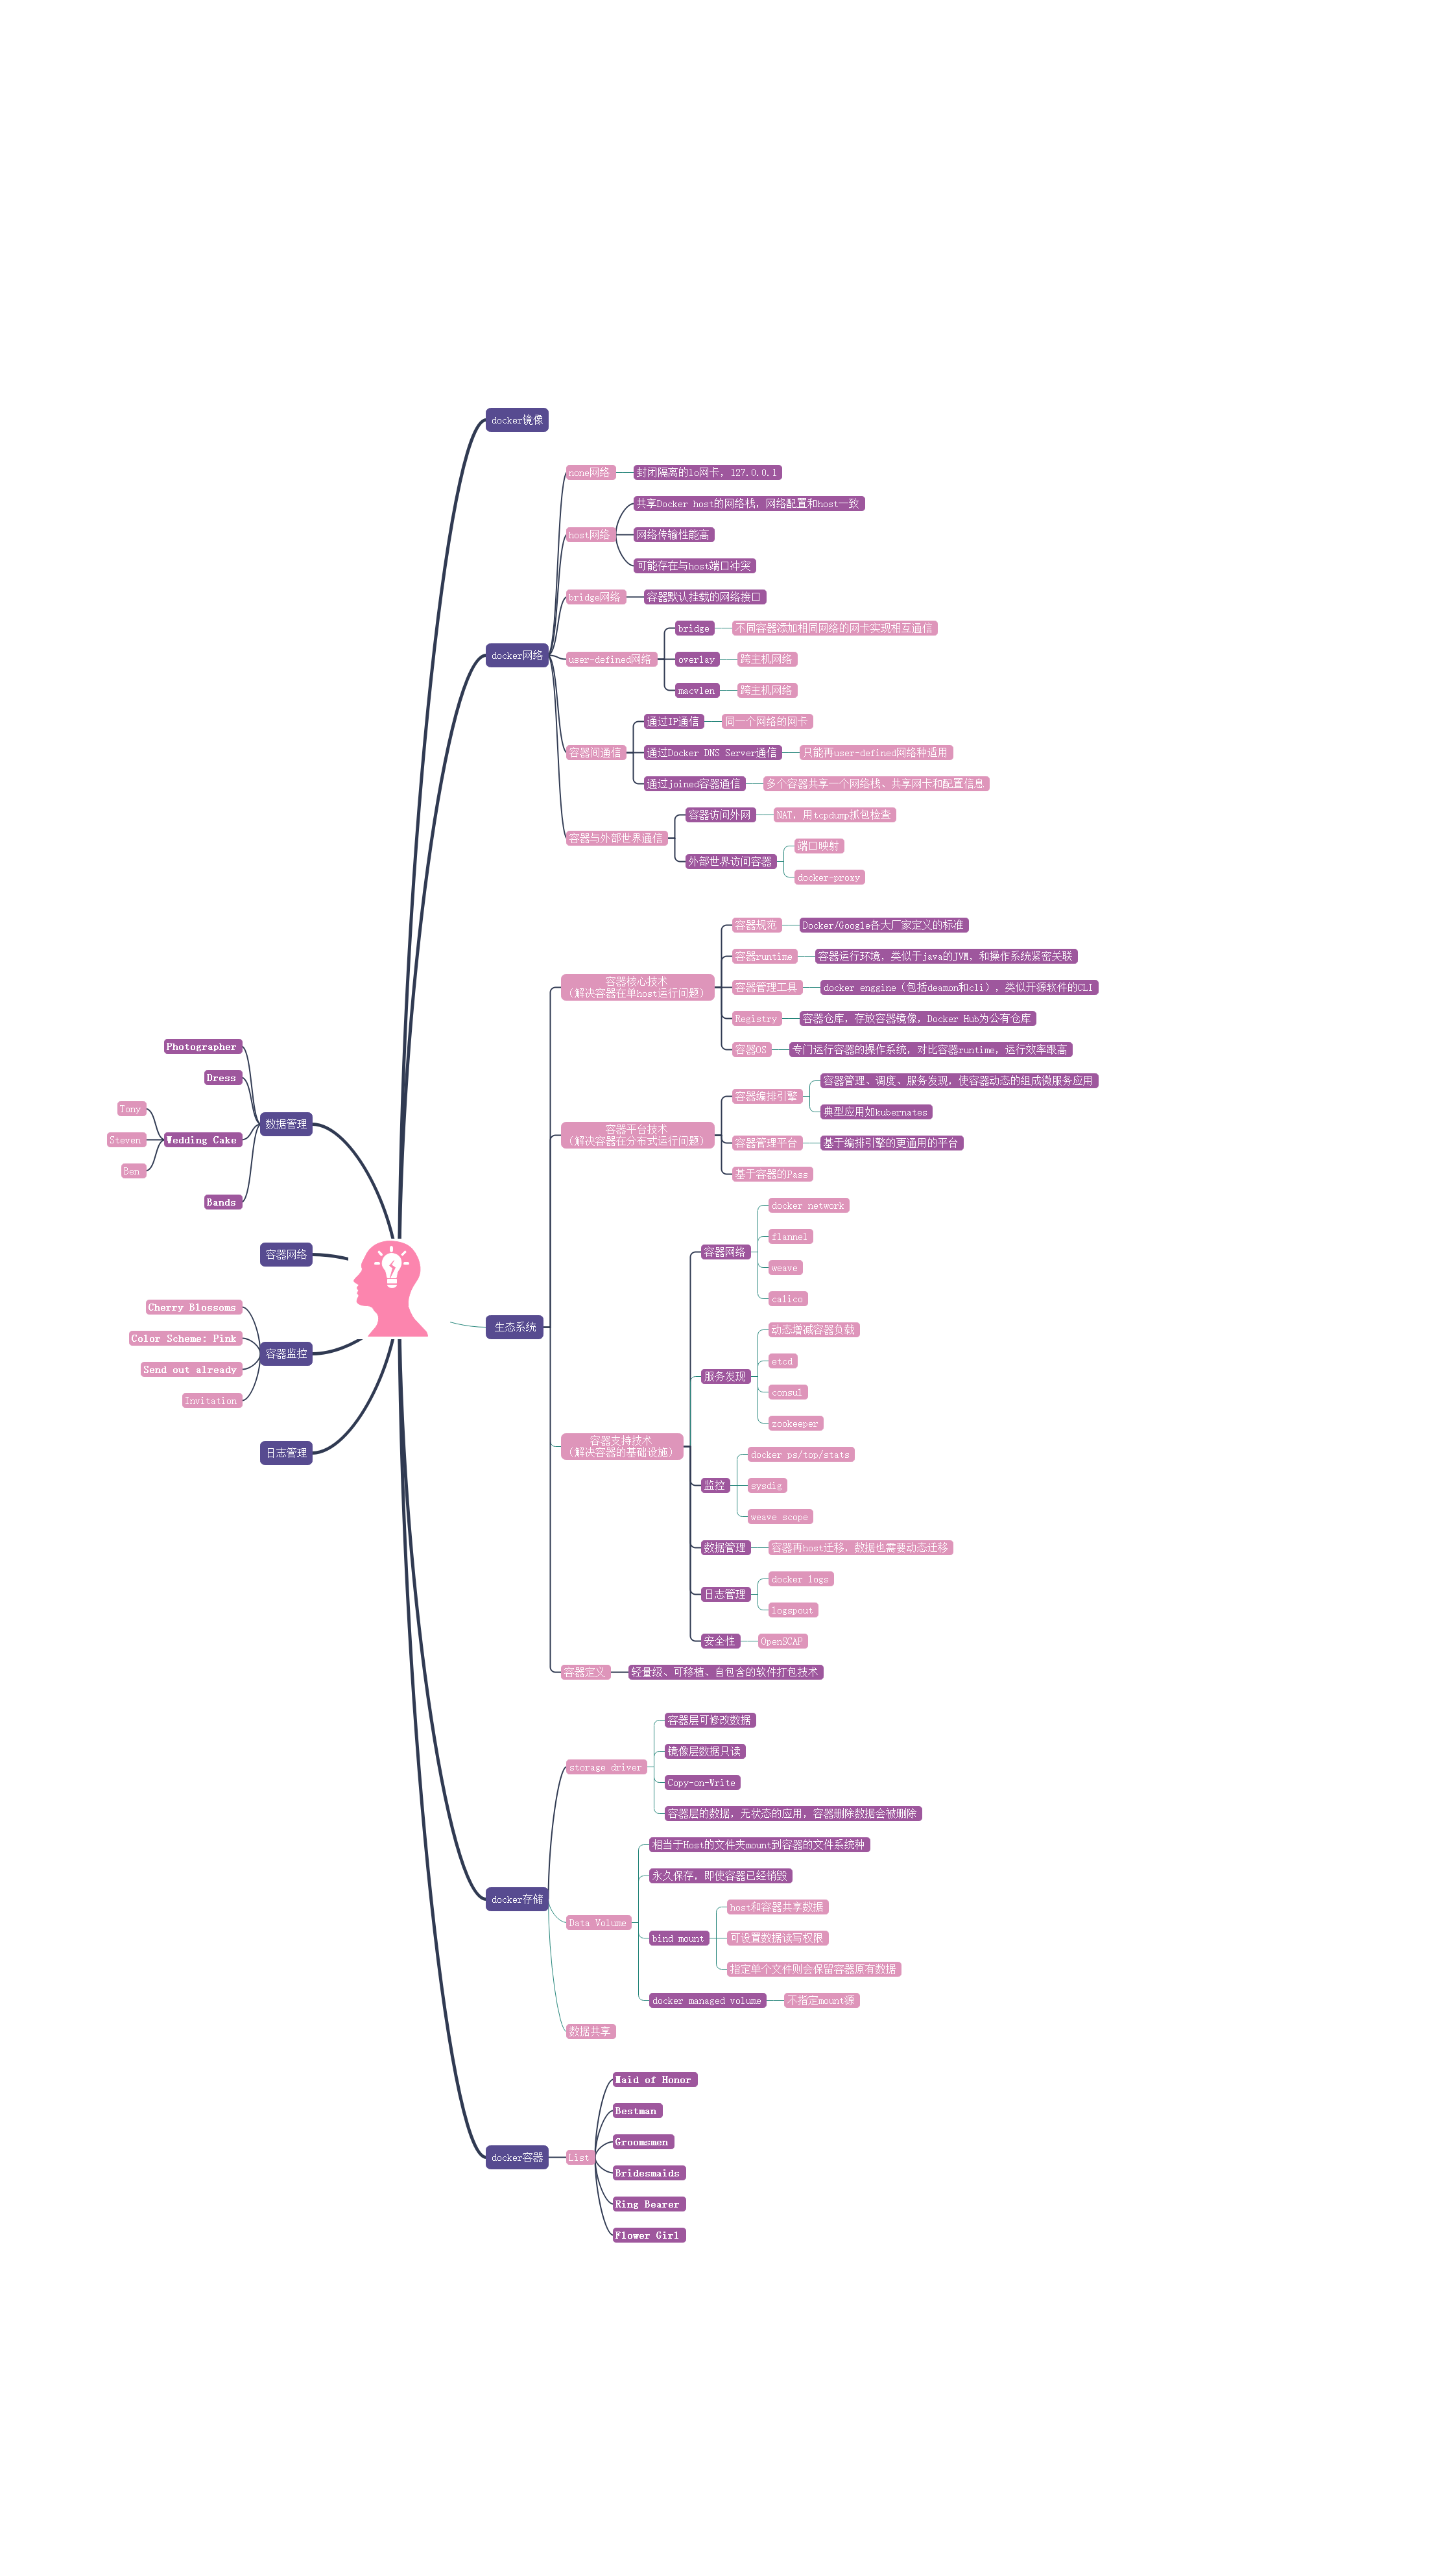 docker镜像
docker网络
none网络
封闭隔离的lo网卡，127.0.0.1
host网络
共享Docker host的网络栈，网络配置和host一致
网络传输性能高
可能存在与host端口冲突
bridge网络
容器默认挂载的网络接口
user-defined网络
bridge
不同容器添加相同网络的网卡实现相互通信
overlay
跨主机网络
macvlen
跨主机网络
容器间通信
通过IP通信
同一个网络的网卡
通过Docker DNS Server通信
只能再user-defined网络种适用
通过joined容器通信
多个容器共享一个网络栈、共享网卡和配置信息
容器与外部世界通信
容器访问外网
NAT，用tcpdump抓包检查
外部世界访问容器
端口映射
docker-proxy
生态系统
容器核心技术
（解决容器在单host运行问题）
容器规范
Docker/Google各大厂家定义的标准
容器runtime
容器运行环境，类似于java的JVM，和操作系统紧密关联
容器管理工具
docker enggine（包括deamon和cli），类似开源软件的CLI
Registry
容器仓库，存放容器镜像，Docker Hub为公有仓库
容器OS
专门运行容器的操作系统，对比容器runtime，运行效率跟高
容器平台技术
（解决容器在分布式运行问题）
容器编排引擎
容器管理、调度、服务发现，使容器动态的组成微服务应用
典型应用如kubernates
容器管理平台
基于编排引擎的更通用的平台
基于容器的Pass
容器支持技术
（解决容器的基础设施）
容器网络
docker network
flannel
weave
calico
服务发现
动态增减容器负载
etcd
consul
zookeeper
监控
docker ps/top/stats
sysdig
weave scope
数据管理
容器再host迁移，数据也需要动态迁移
日志管理
docker logs
logspout
安全性
OpenSCAP
容器定义
轻量级、可移植、自包含的软件打包技术
docker存储
storage driver
容器层可修改数据
镜像层数据只读
Copy-on-Write
容器层的数据，无状态的应用，容器删除数据会被删除
Data Volume
相当于Host的文件夹mount到容器的文件系统种
永久保存，即使容器已经销毁
bind mount
host和容器共享数据
可设置数据读写权限
指定单个文件则会保留容器原有数据
docker managed volume
不指定mount源
数据共享
docker容器
List
Maid of Honor
Bestman
Groomsmen
Bridesmaids
Ring Bearer
Flower Girl
数据管理
Photographer
Dress
Wedding Cake
Tony
Steven
Ben
Bands
容器网络
容器监控
Cherry Blossoms
Color Scheme: Pink
Send out already
Invitation
日志管理